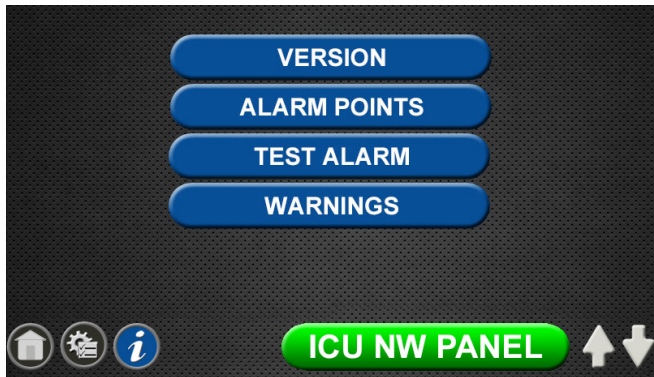 VERSION
ALARM POINTS
TEST ALARM
WARNINGS
i
ICU NW PANEL